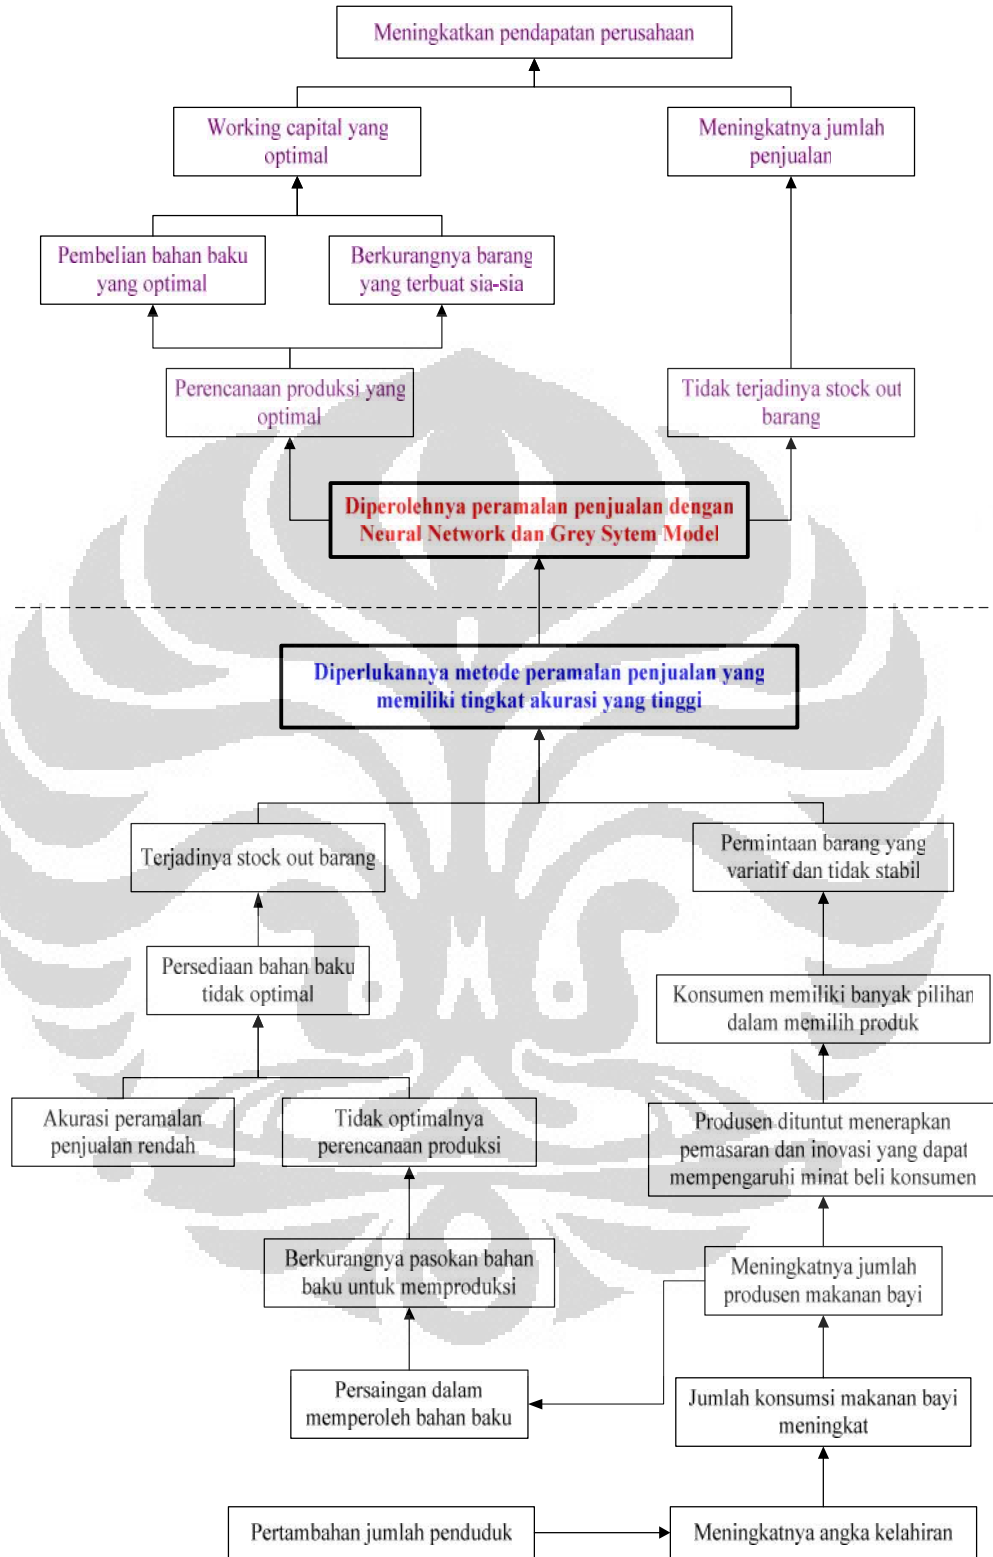 Meningkatkan pendapatan perusahaan
Working capital yang
optimal
Meningkatnya jumlah
penjualan
Pembelian bahan baku
yang optimal
Berkurangnya barang
yang terbuat sia-sia
Perencanaan produksi yang
optimal
Tidak terjadinya stock out
barang
Diperolehnya peramalan penjualan dengan
Neural Network dan Grey Sytem Model
Diperlukannya metode peramalan penjualan yang
memiliki tingkat akurasi yang tinggi
Terjadinya stock out barang
Permintaan barang yang
variatif dan tidak stabil
Persediaan bahan baku
tidak optimal
Konsumen memiliki banyak pilihan
dalam memilih produk
Akurasi peramalan
penjualan rendah
Tidak optimalnya
perencanaan produksi
Produsen dituntut menerapkan
pemasaran dan inovasi yang dapat
mempengaruhi minat beli konsumen
Berkurangnya pasokan bahan
baku untuk memproduksi
Meningkatnya jumlah
produsen makanan bayi
Persaingan dalam
memperoleh bahan baku
Jumlah konsumsi makanan bayi
meningkat
Pertambahan jumlah penduduk
Meningkatnya angka kelahiran